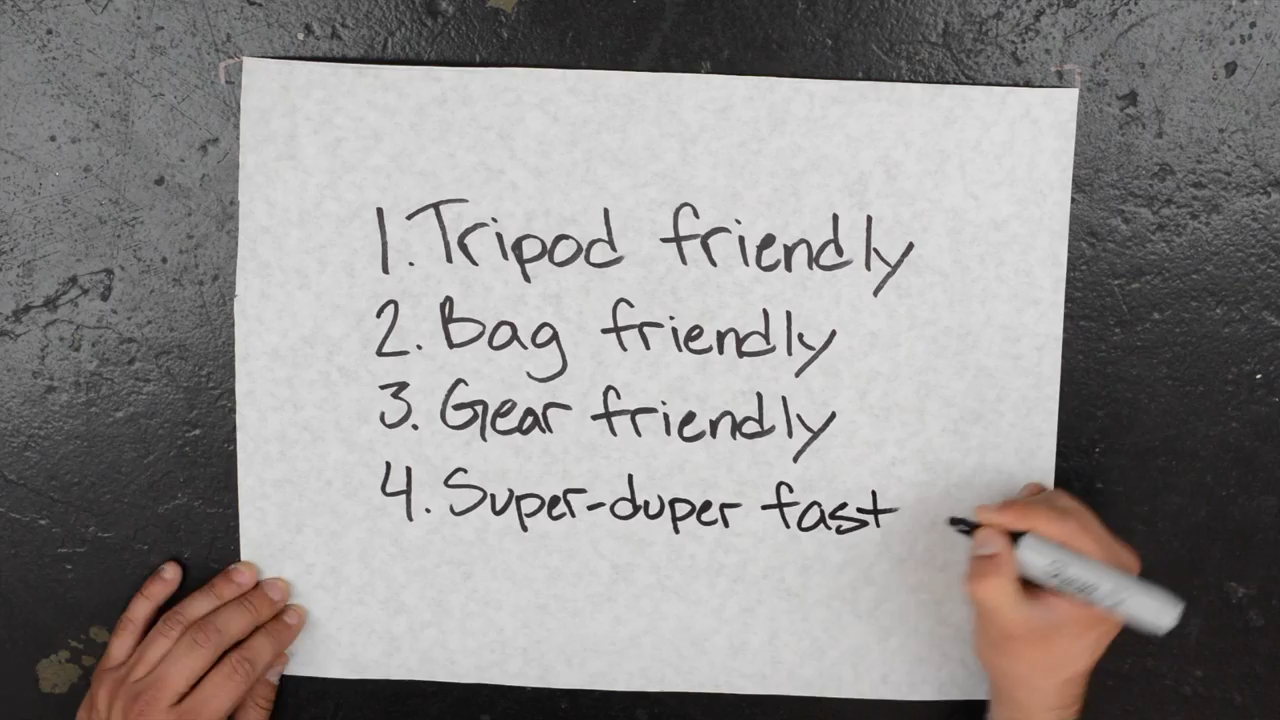 1. Tripod friendly
2. Bag friendly
3. Gear friendly
4. Super-duper fast